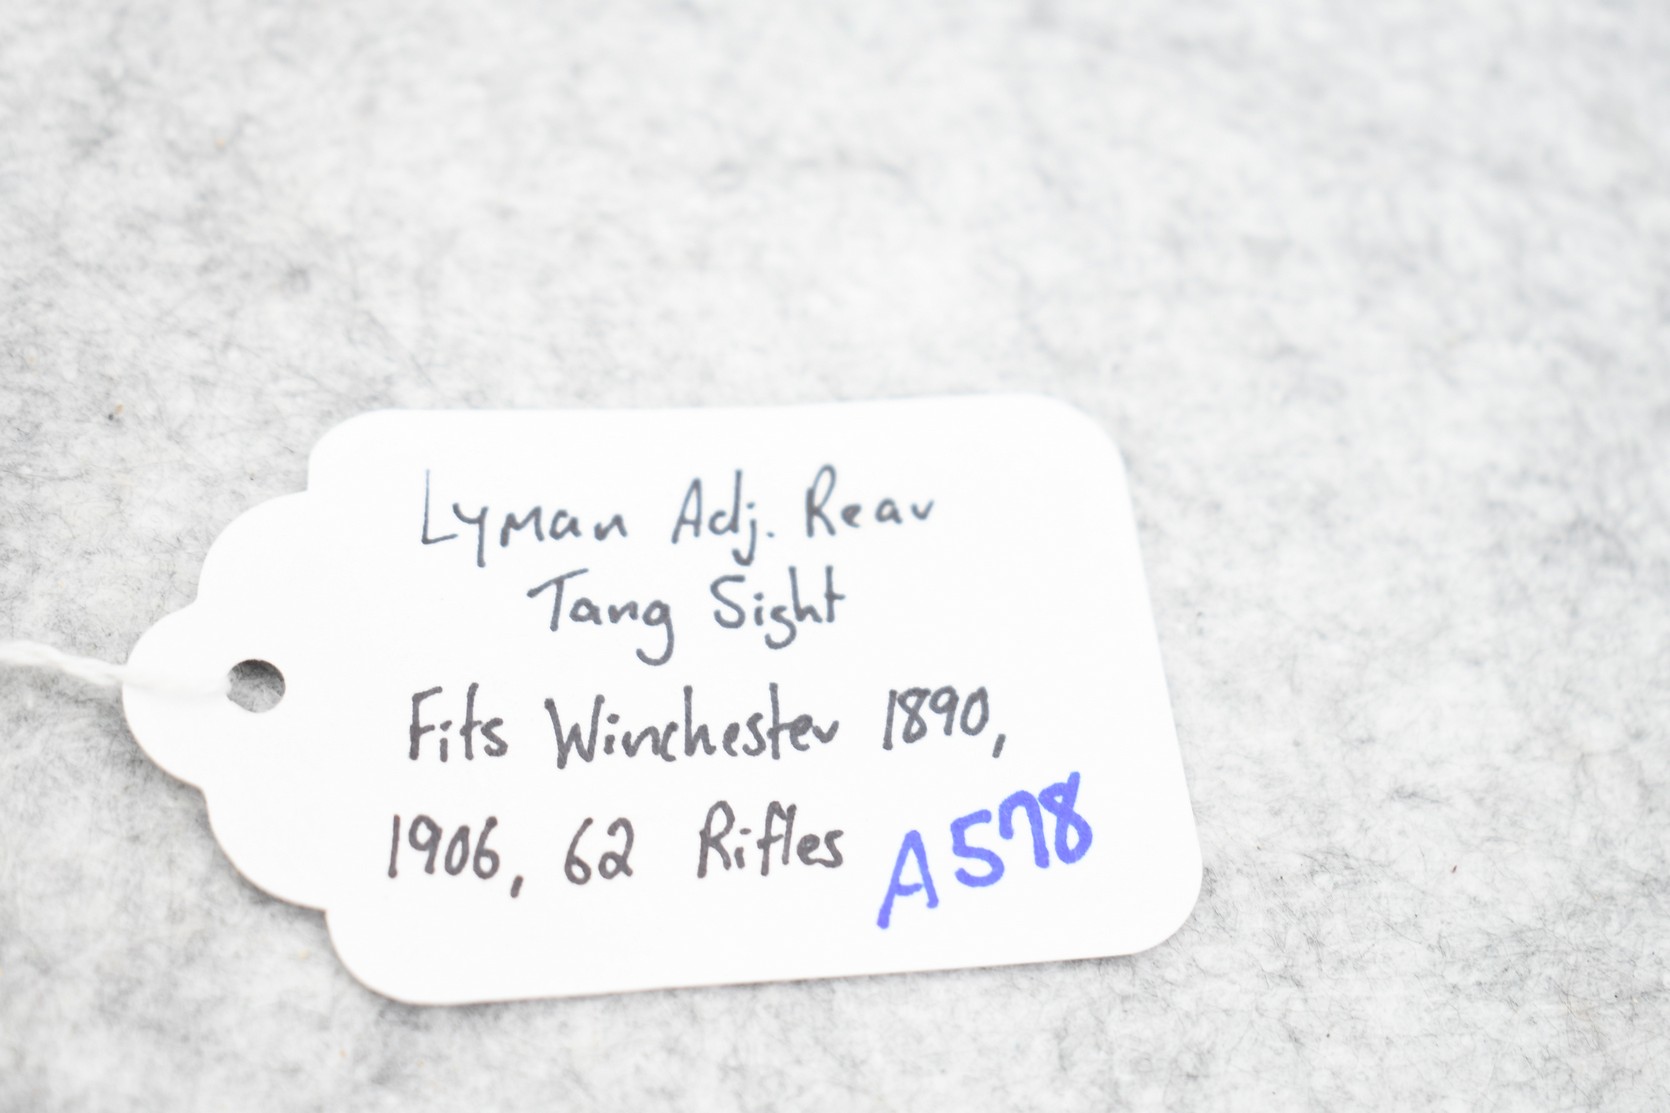 Lyman Adj. Rear
Tang Sight
Fits Winchester 1890,
1906, 62 Rifles A578